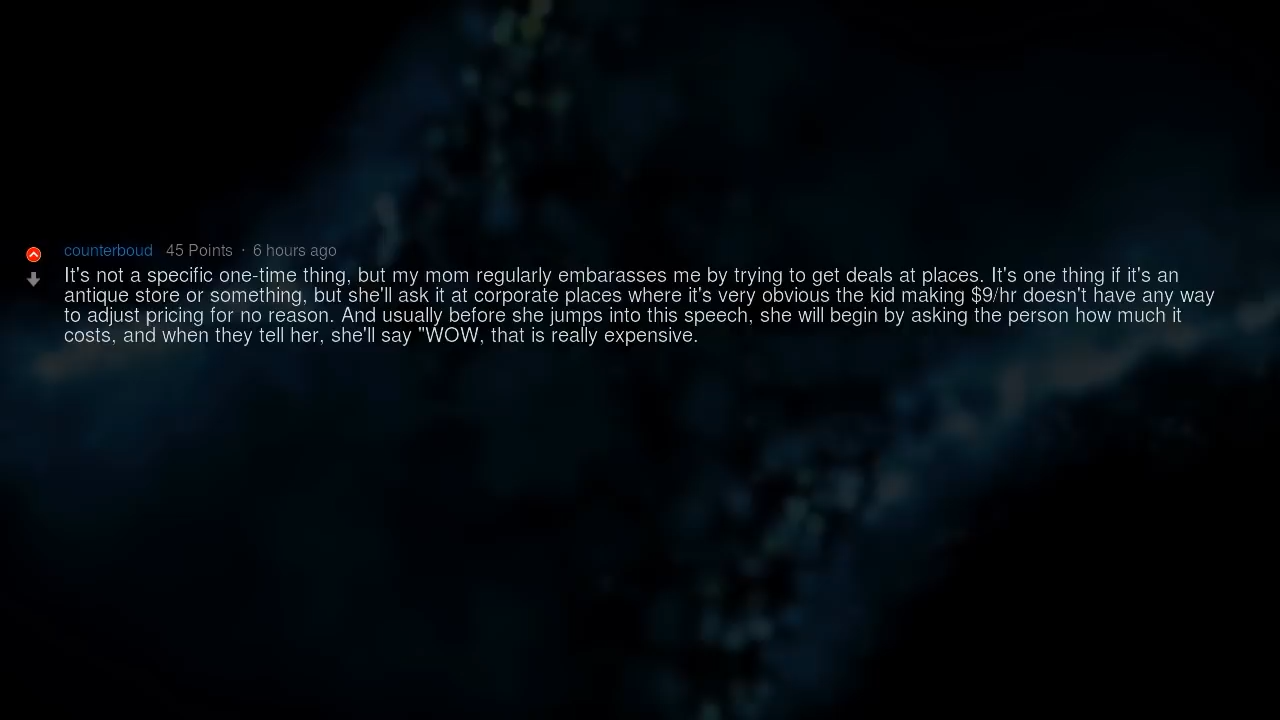 counterboud 45 Points · 6 hours ago
It's not a specific one-time thing, but my mom regularly embarasses me by trying to get deals at places. It's one thing if it's an
antique store or something, but she'll ask it at corporate places where it's very obvious the kid making $9/hr doesn't have any way
to adjust pricing for no reason. And usually before she jumps into this speech, she will begin by asking the person how much it
costs, and when they tell her, she'll say "WOW, that is really expensive.